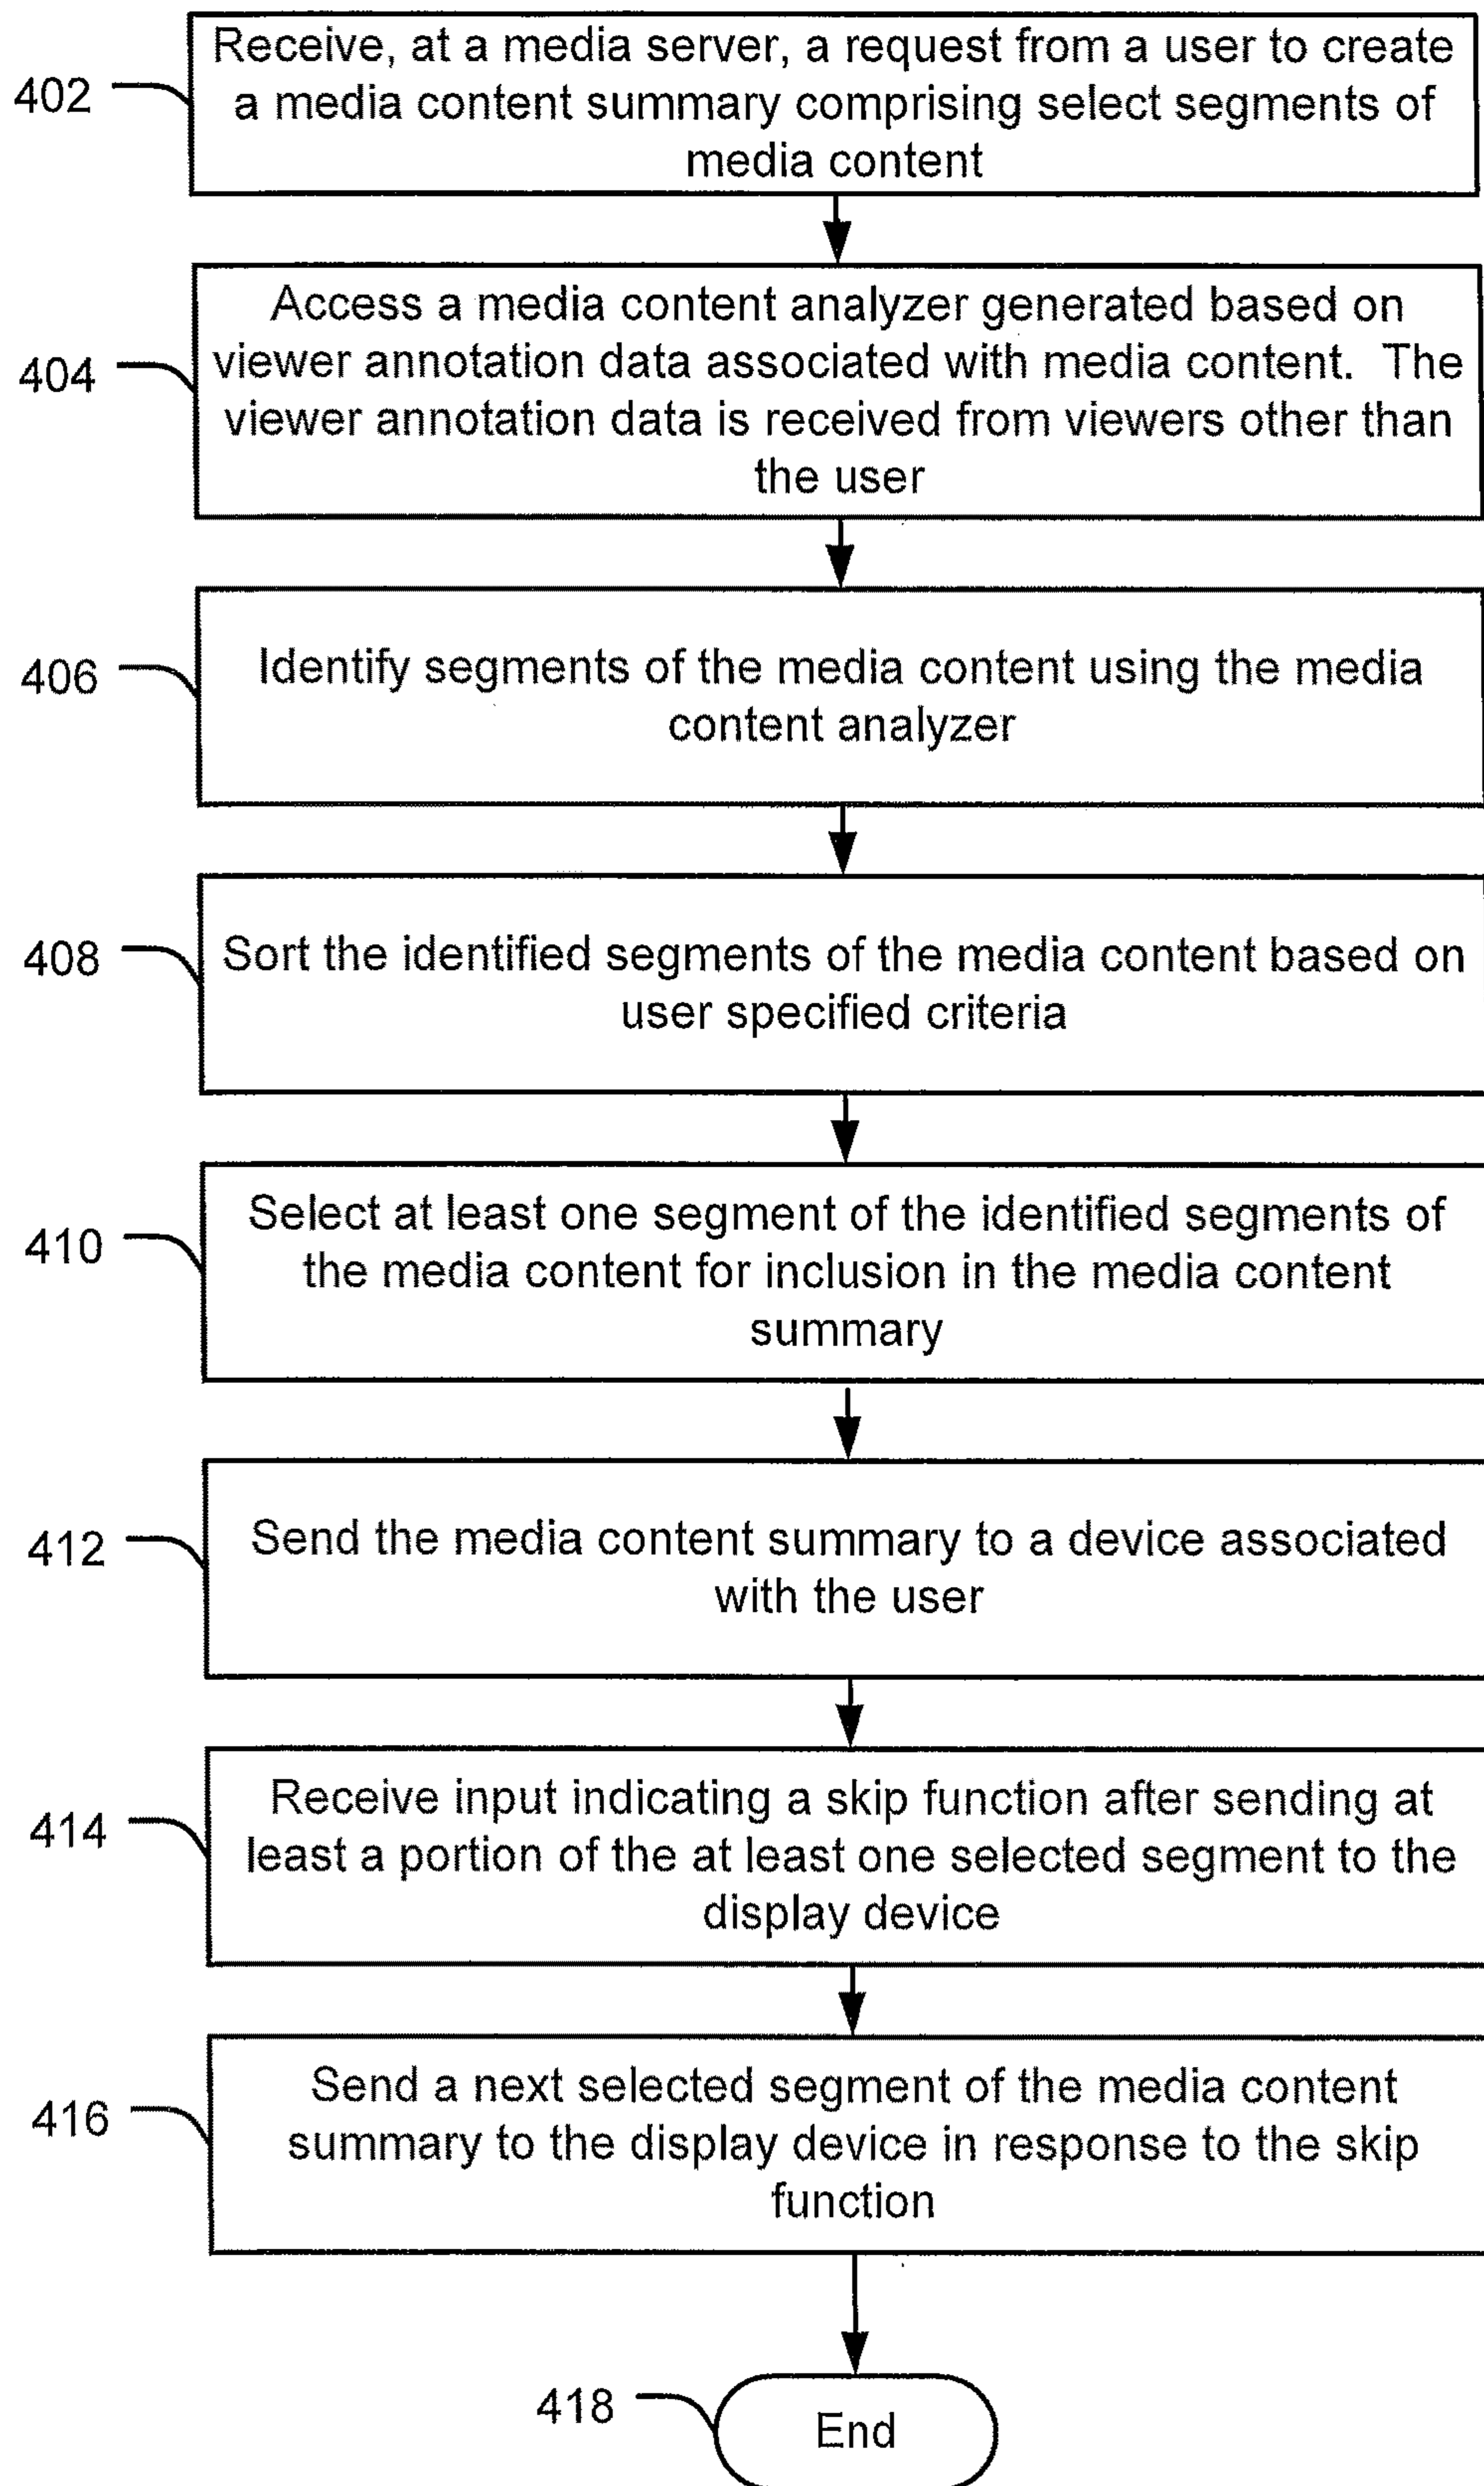 402
Receive, at a media server, a request from a user to create
a media content summary comprising select segments of
media content
404
Access a media content analyzer generated based on
viewer annotation data associated with media content.  The
viewer annotation data is received from viewers other than
the user
406
Identify segments of the media content using the media
content analyzer
408
Sort the identified segments of the media content based on
user specified criteria
410
Select at least one segment of the identified segments of
the media content for inclusion in the media content
summary
412
Send the media content summary to a device associated
with the user
414
Receive input indicating a skip function after sending at
least a portion of the at least one selected segment to the
display device
416
Send a next selected segment of the media content
summary to the display device in response to the skip
function
418
End